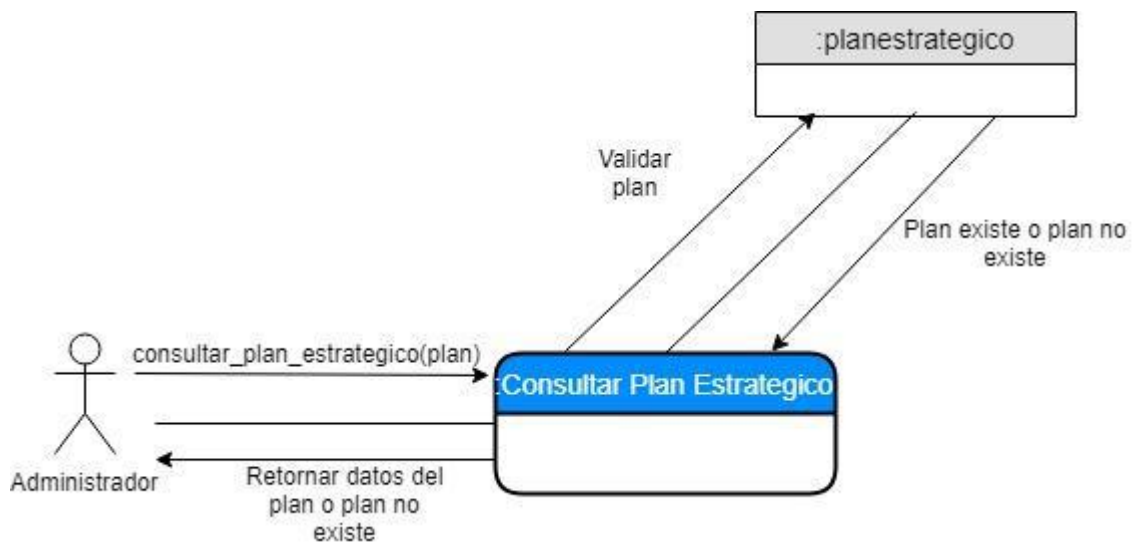 :planestrategico
Validar
plan
Plan existe o plan no
existe
consultar_plan_estrategico(plan)
:Consultar Plan Estrategico
Administrador
Retornar datos del
plan o plan no
existe